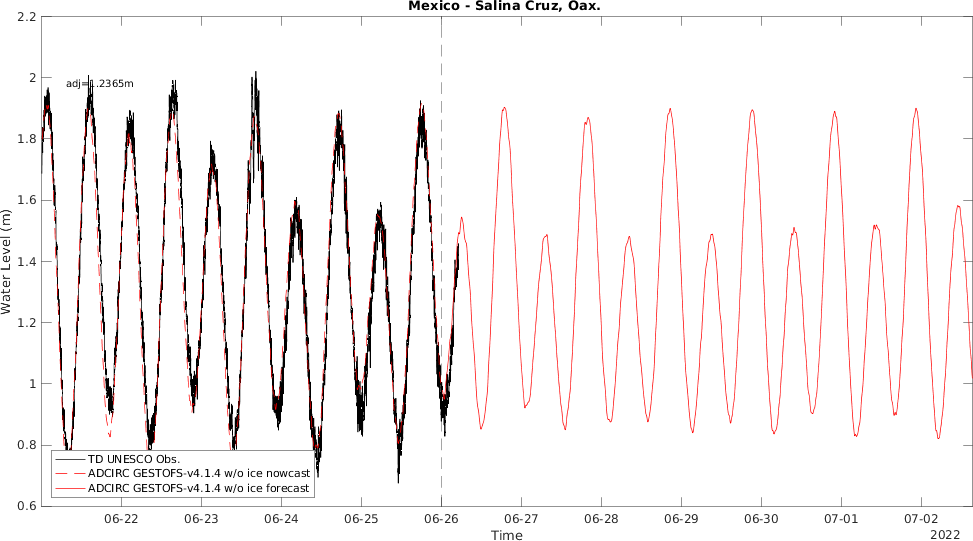 Mexico - Salina Cruz, Oax.
2.2
2
1.8
1.6
1.4
1.2
1
0.8
0.6
Water Level (m)
adj=1.2365m
TD UNESCO Obs.
ADCIRC GESTOFS-v4.1.4 w/o ice nowcast
ADCIRC GESTOFS-v4.1.4 w/o ice forecast
06-22 06-23 06-24 06-25 06-26 06-27 06-28 06-29 06-30 07-01 07-02
Time
2022